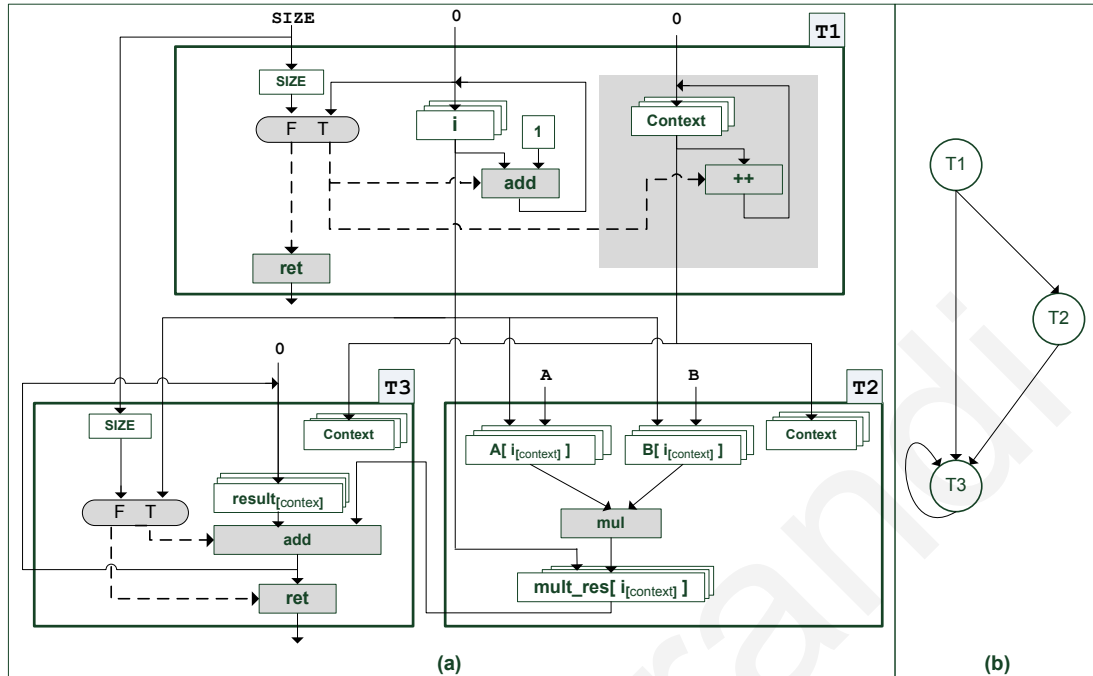 SIZE 0 0
T1
SIZE
F T
i
1
Context
add
++
ret
0
A
B
T3
T2
SIZE
Context
A[ i[context] ]
B[ i[context] ]
Context
result[contex]
F T
add
mul
ret
mult_res[ i[context] ]
(a)
T1
T2
T3
(b)
randi